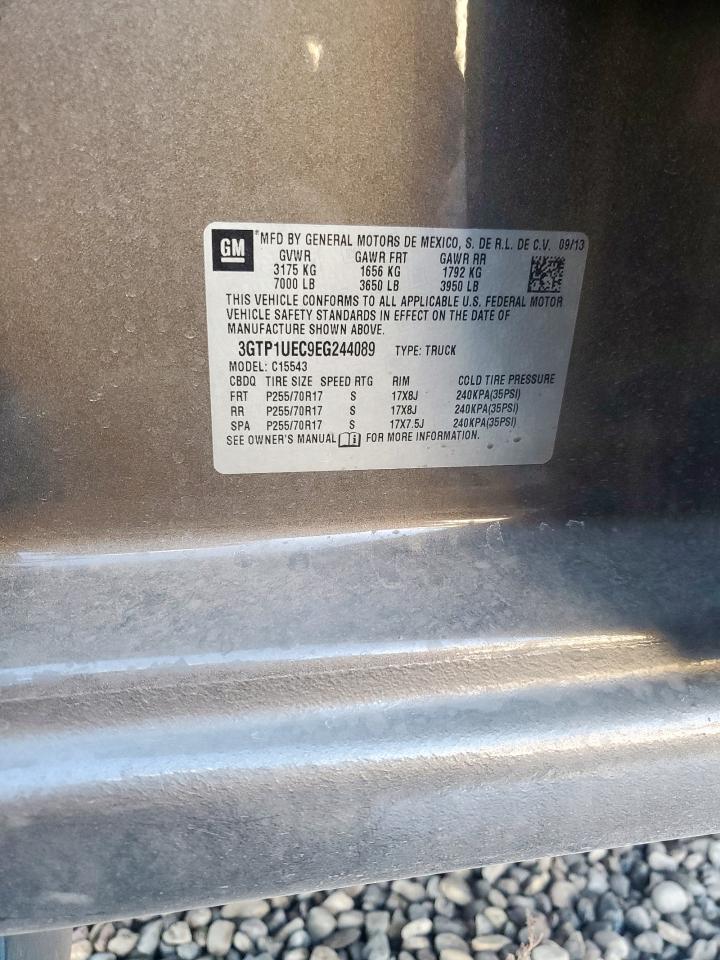 GM ® MFD BY GENERAL MOTORS DE MEXICO, S. DE R.L. DE C.V. 09/13
GVWR GAWR FRT GAWR RR
3175 KG 1656 KG 1792 KG
7000 LB 3650 LB 3950 LB
THIS VEHICLE CONFORMS TO ALL APPLICABLE U.S. FEDERAL MOTOR
VEHICLE SAFETY STANDARDS IN EFFECT ON THE DATE OF
MANUFACTURE SHOWN ABOVE.
3GTP1UEC9EG244089 TYPE: TRUCK
MODEL: C15543
CBDQ TIRE SIZE SPEED RTG RIM COLD TIRE PRESSURE
FRT P255/70R17 S 17X8J 240KPA(35PSI)
RR P255/70R17 S 17X8J 240KPA(35PSI)
SPA P255/70R17 S 17X7.5J 240KPA(35PSI)
SEE OWNER'S MANUAL i FOR MORE INFORMATION.